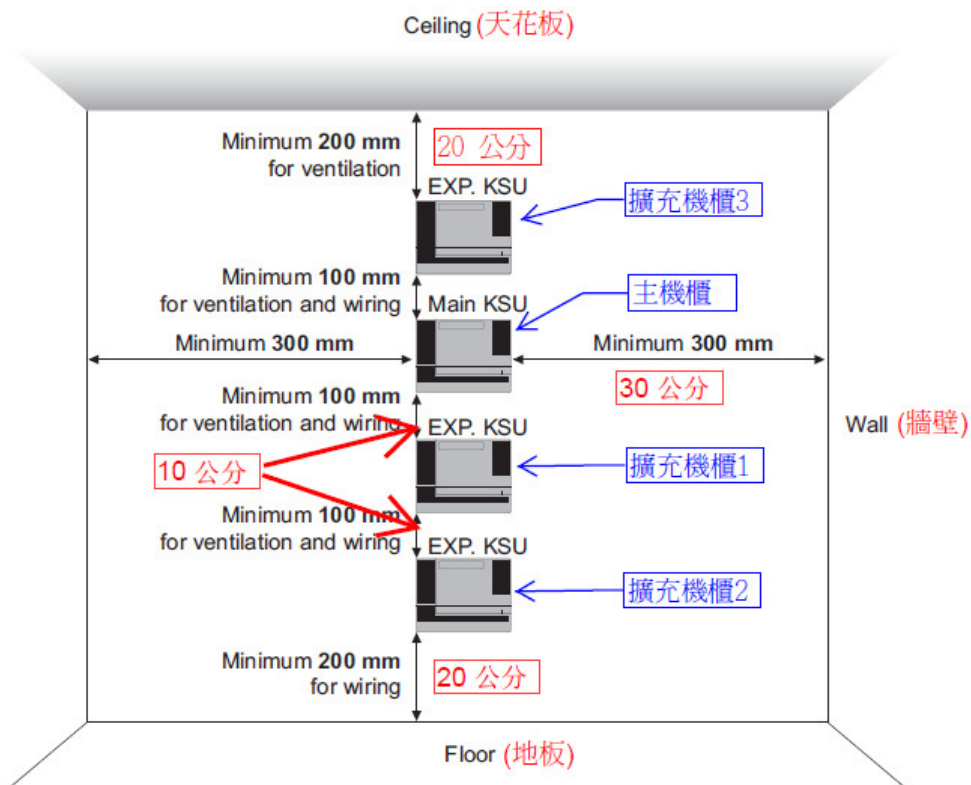 Ceiling (天花板)
Minimum 200 mm
for ventilation
20 公分
EXP. KSU
擴充機櫃3
Minimum 100 mm
for ventilation and wiring
Main KSU
主機櫃
Minimum 300 mm
Minimum 300 mm
30 公分
Minimum 100 mm
for ventilation and wiring
EXP. KSU
Wall (牆壁)
10 公分
擴充機櫃1
Minimum 100 mm
for ventilation and wiring
EXP. KSU
擴充機櫃2
Minimum 200 mm
for wiring
20 公分
Floor (地板)